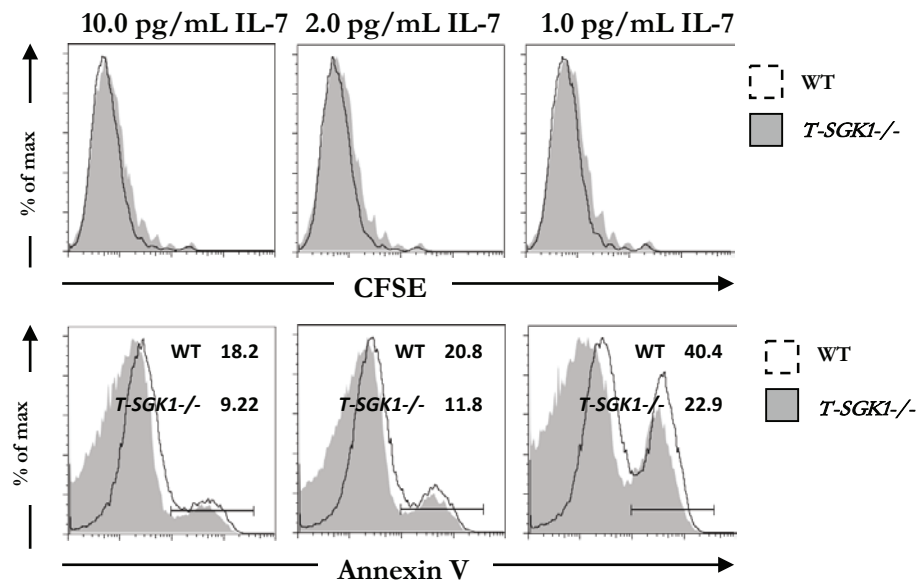 10.0 pg/mL IL-7 2.0 pg/mL IL-7 1.0 pg/mL IL-7
% of max
WT
T-SGK1-/-
CFSE
% of max
WT 18.2
T-SGK1-/- 9.22
WT 20.8
T-SGK1-/- 11.8
WT 40.4
T-SGK1-/- 22.9
WT
T-SGK1-/-
Annexin V